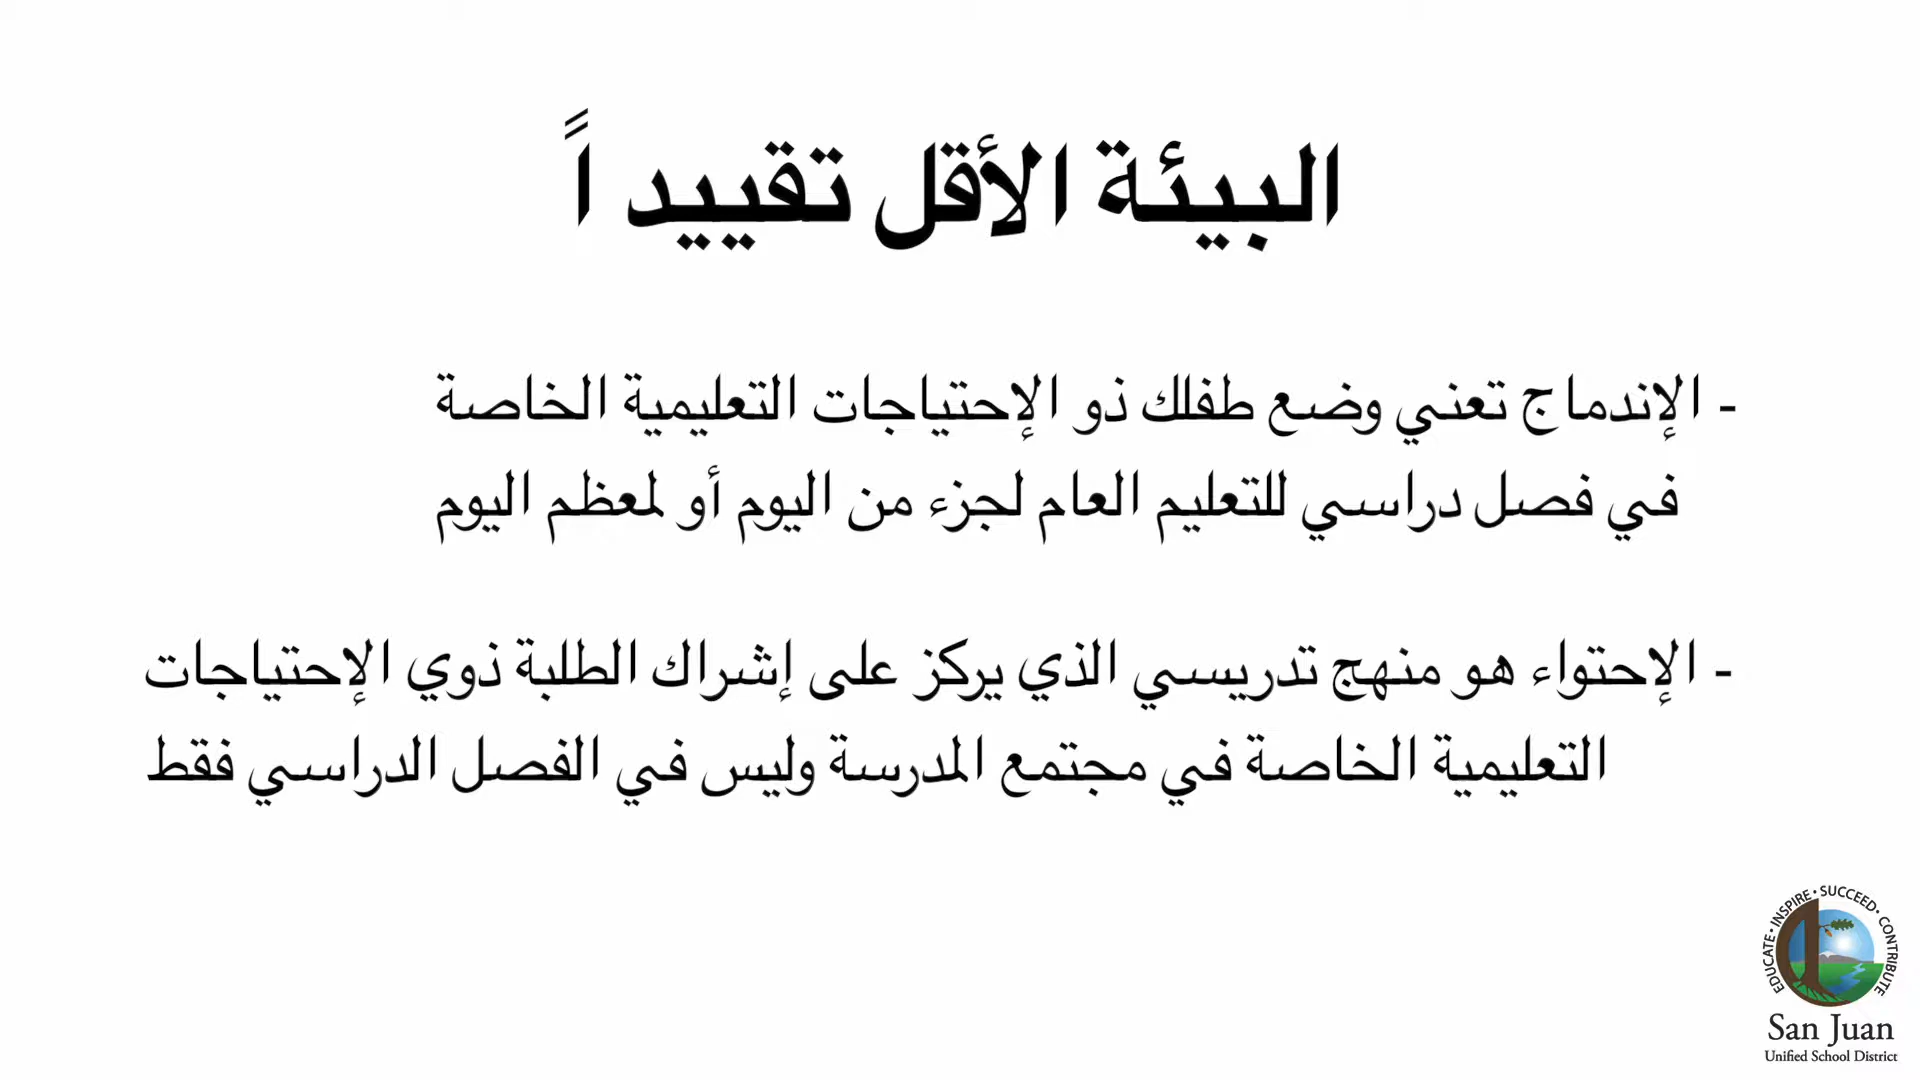 البيئة الأقل تقييد اً
- الإندماج تعني وضع طفلك ذو الإحتياجات التعليمية الخاصة
في فصل دراسي للتعليم العام لجزء من اليوم أو لمعظم اليوم
- الإحتواء هو منهج تدريسي الذي يركز على إشراك الطلبة ذوي الإحتياجات
التعليمية الخاصة في مجتمع المدرسة وليس في الفصل الدراسي فقط
EDUCATE • INSPIRE • SUCCEED • CONTRIBUTE
San Juan
Unified School District